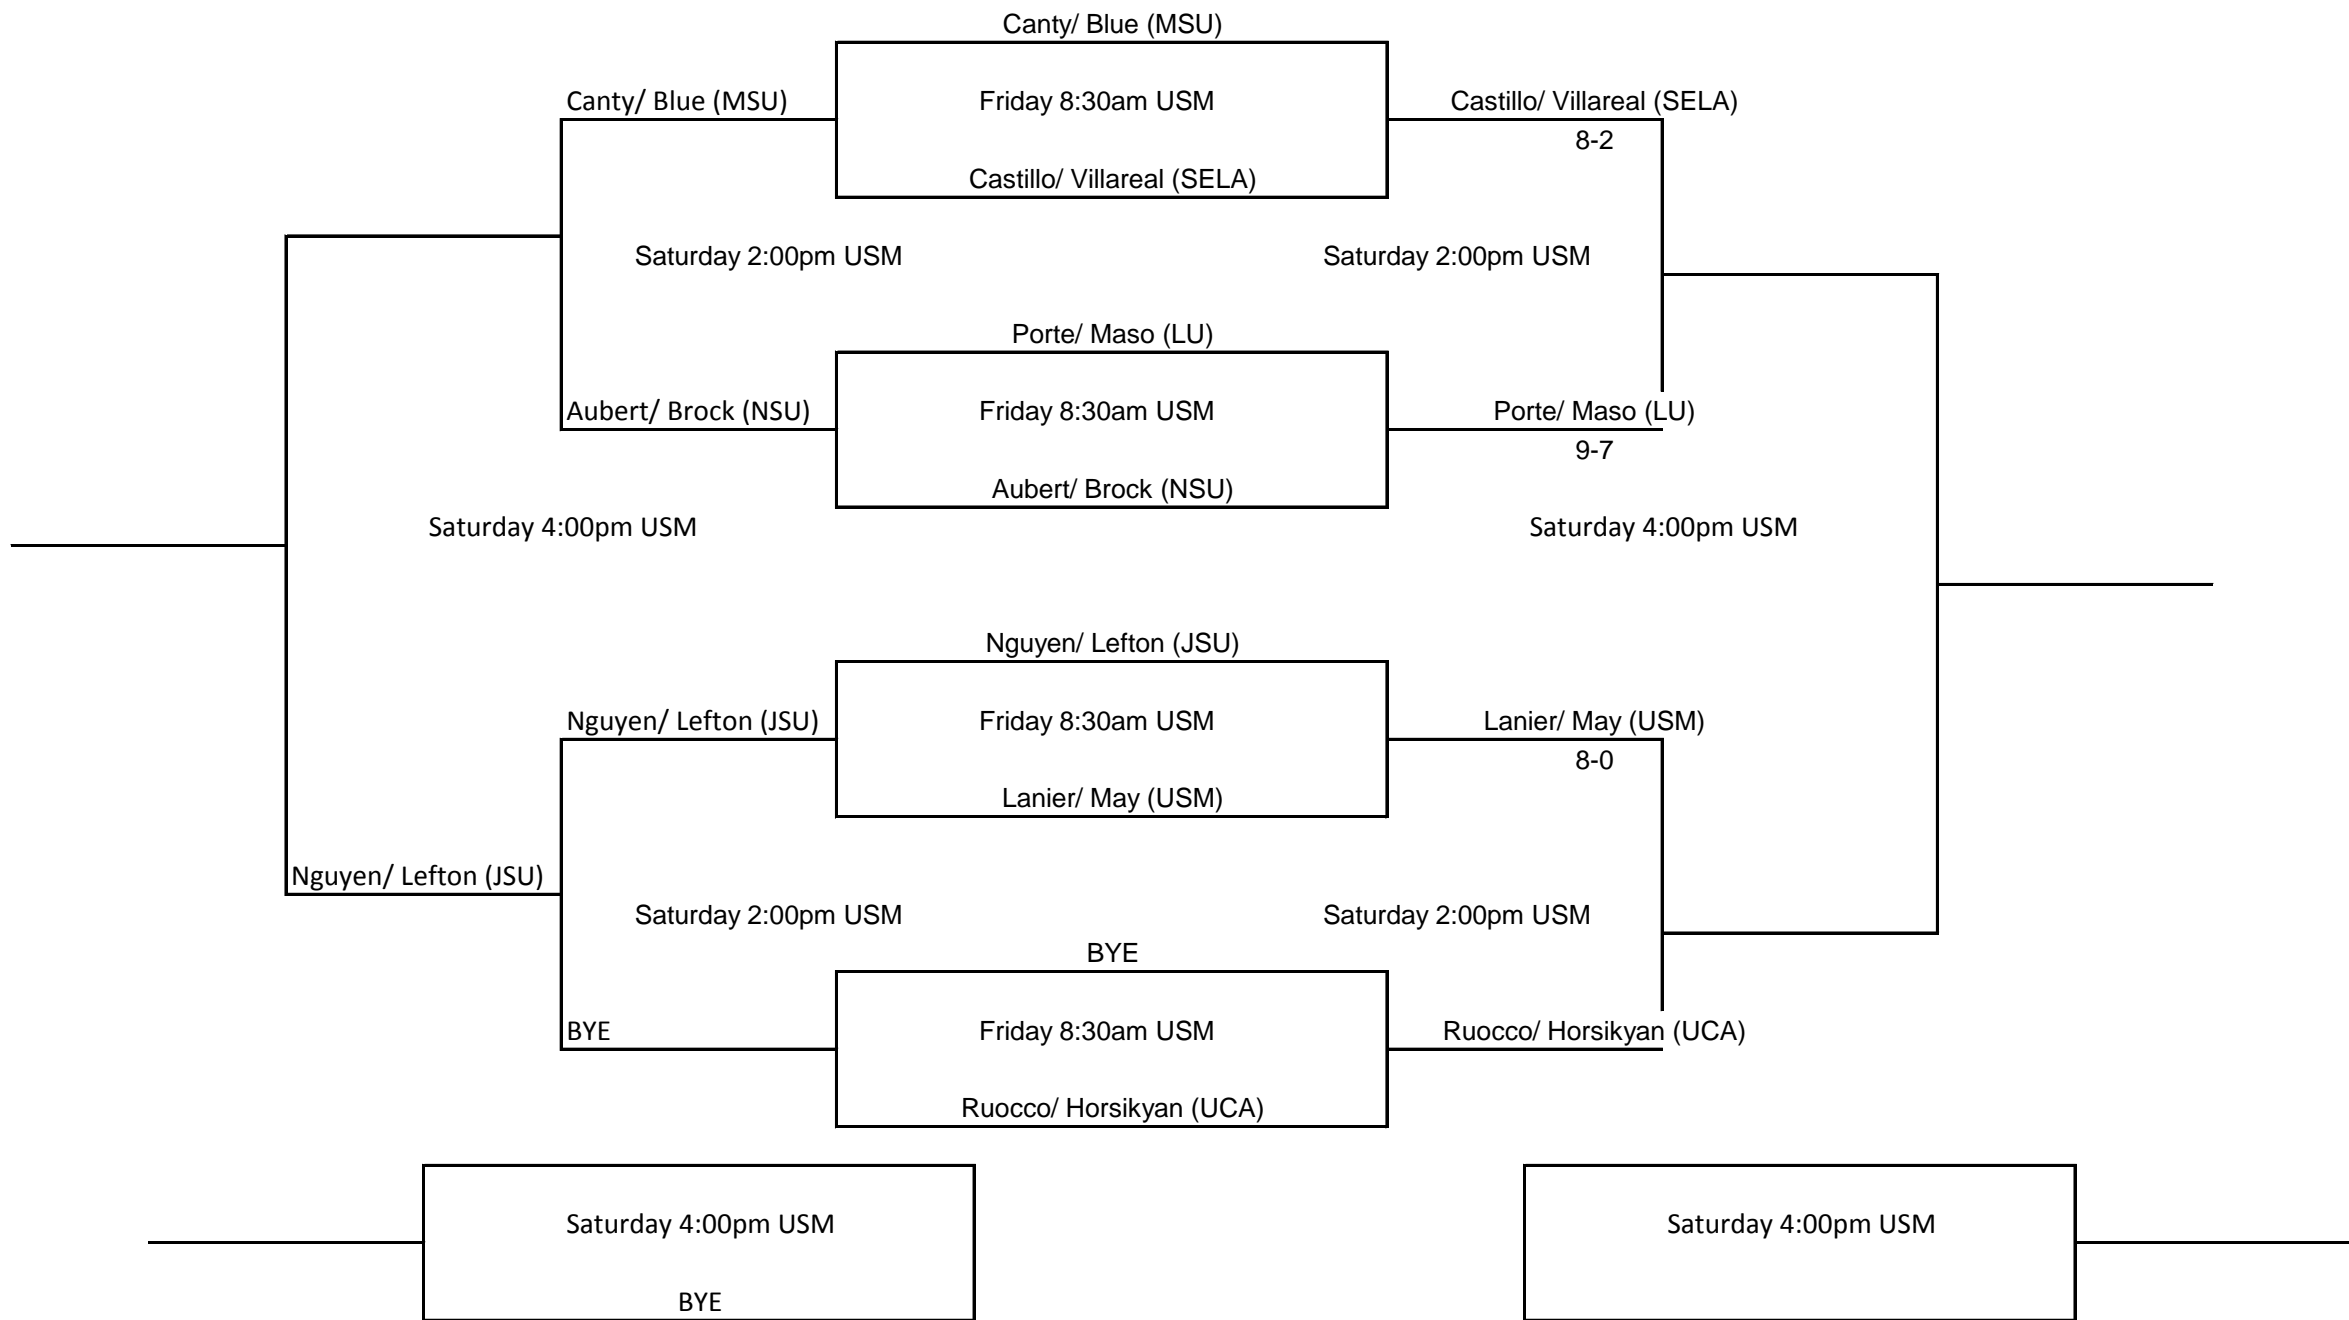 Canty/ Blue (MSU)
Canty/ Blue (MSU)
Friday 8:30am USM
Castillo/ Villareal (SELA)
8-2
Castillo/ Villareal (SELA)
Saturday 2:00pm USM
Saturday 2:00pm USM
Porte/ Maso (LU)
Aubert/ Brock (NSU)
Friday 8:30am USM
Porte/ Maso (LU)
9-7
Aubert/ Brock (NSU)
Saturday 4:00pm USM
Saturday 4:00pm USM
Nguyen/ Lefton (JSU)
Nguyen/ Lefton (JSU)
Friday 8:30am USM
Lanier/ May (USM)
8-0
Lanier/ May (USM)
Nguyen/ Lefton (JSU)
Saturday 2:00pm USM
Saturday 2:00pm USM
BYE
BYE
Friday 8:30am USM
Ruocco/ Horsikyan (UCA)
Ruocco/ Horsikyan (UCA)
Saturday 4:00pm USM
Saturday 4:00pm USM
BYE